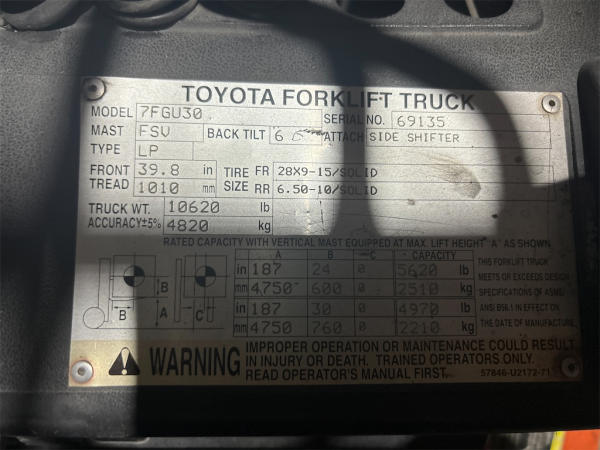 TOYOTA FORKLIFT TRUCK
MODEL 7FGU30 SERIAL NO. 69135
MAST FSV BACK TILT 6 ATTACH SIDE SHIFTER
TYPE LP
FRONT 39.8 in TIRE FR 28X9-15/SOLID
TREAD 1010 mm SIZE RR 6.50-10/SOLID
TRUCK WT. 10620 lb
ACCURACY±5% 4820 kg
RATED CAPACITY WITH VERTICAL MAST EQUIPPED AT MAX. LIFT HEIGHT "A" AS SHOWN
A B C CAPACITY
in 187 24 0 5620 lb
mm 4750 600 0 2510 kg
in 187 30 0 4970 lb
mm 4750 760 0 2210 kg
B
B A C
THIS FORKLIFT TRUCK
MEETS OR EXCEEDS DESIGN
SPECIFICATIONS OF ASME/
ANSI B56.1 IN EFFECT ON
THE DATE OF MANUFACTURE
WARNING
IMPROPER OPERATION OR MAINTENANCE COULD RESULT
IN INJURY OR DEATH. TRAINED OPERATORS ONLY.
READ OPERATOR'S MANUAL FIRST.
57846-U2172-71